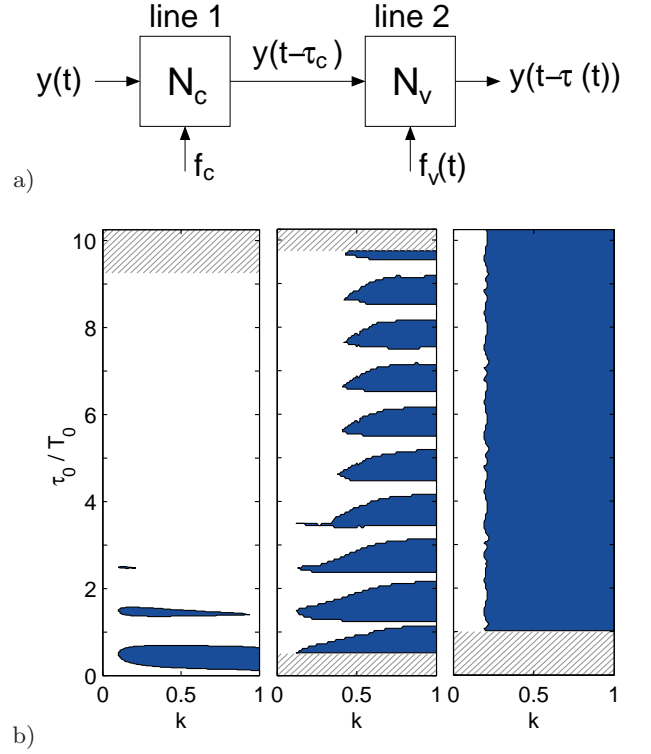 line 1 line 2
y(t) N_c y(t−τ_c) N_v y(t−τ (t))
f_c f_v(t)
a)
10
8
6
4
2
0
τ_0 / T_0
0 0.5 1 0 0.5 1 0 0.5 1
k k k
b)